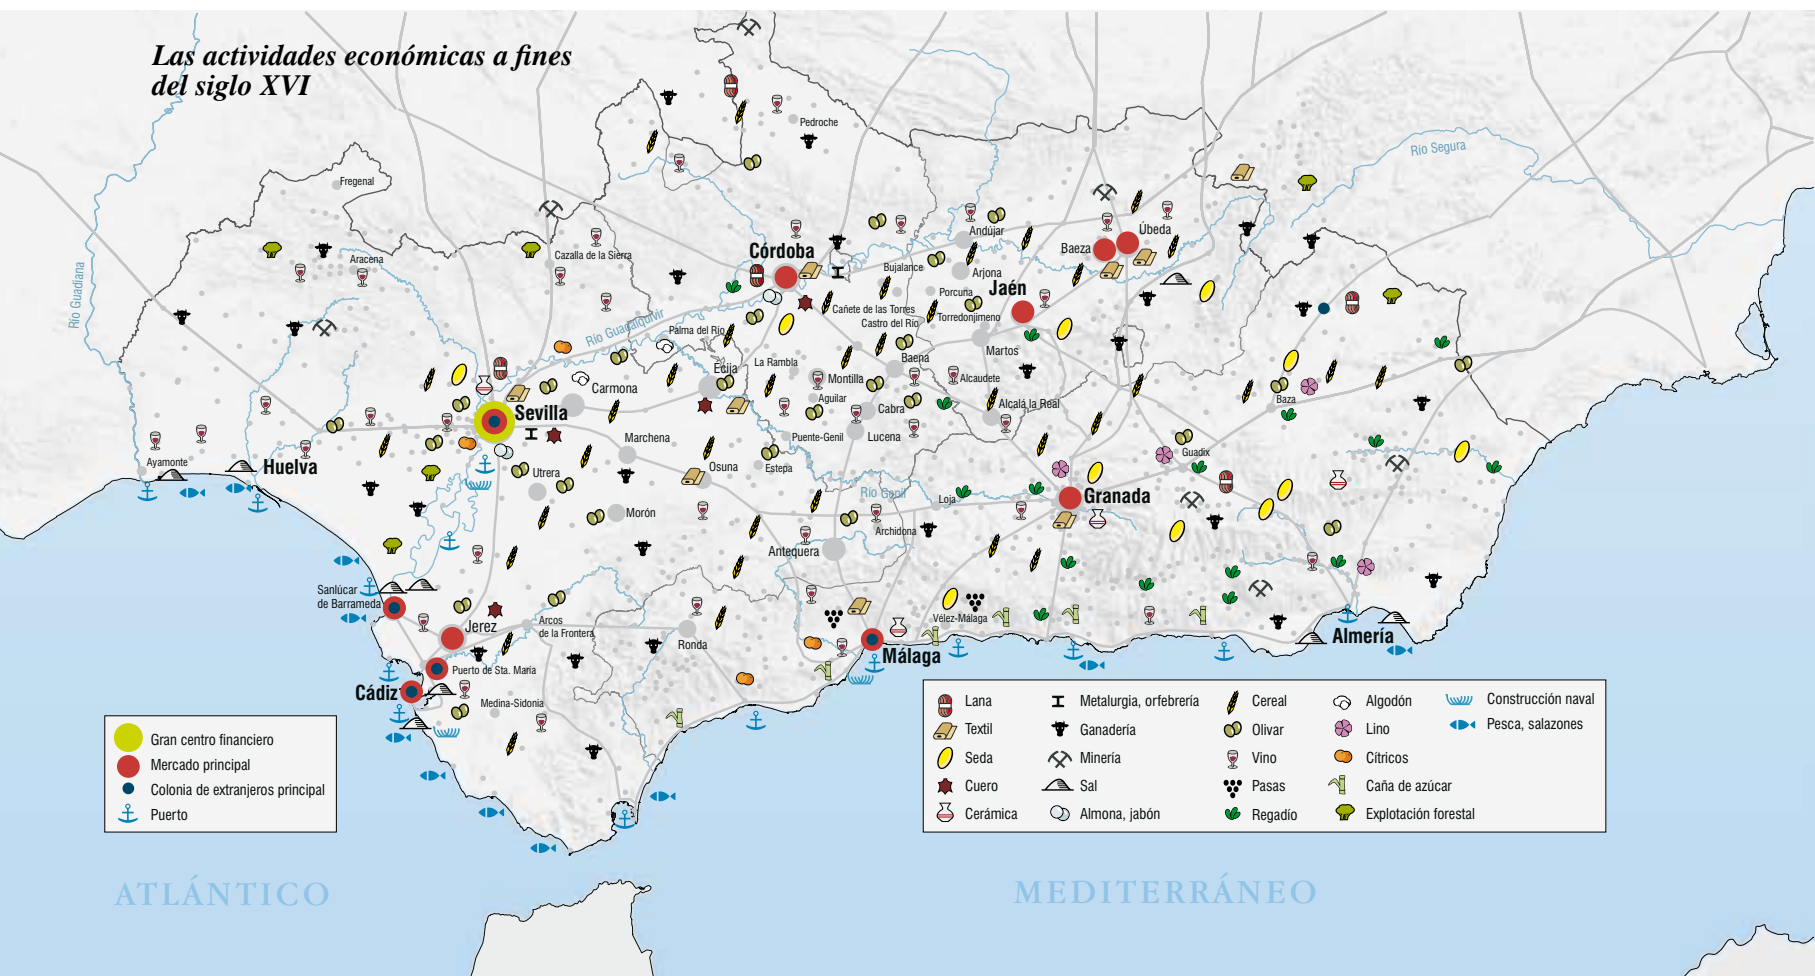 Las actividades económicas a fines
del siglo XVI
Pedroche
Río Segura
Fregenal
Río Guadiana
Aracena
Cazalla de la Sierra
Córdoba
Andújar
Úbeda
Baeza
Bujalance
Arjona
Porcuna
Jaén
Cañete de las Torres
Torredonjimeno
Castro del Río
Río Guadalquivir
Palma del Río
Martos
La Rambla
Baena
Écija
Montilla
Alcaudete
Carmona
Aguilar
Cabra
Alcalá la Real
Baza
Sevilla
Marchena
Puente-Genil
Lucena
Guadix
Ayamonte
Huelva
Utrera
Osuna
Estepa
Río Genil
Loja
Granada
Morón
Archidona
Antequera
Sanlúcar
de Barrameda
Jerez
Arcos
de la Frontera
Ronda
Vélez-Málaga
Málaga
Almería
Puerto de Sta. María
Cádiz
Medina-Sidonia
Gran centro financiero
Mercado principal
Colonia de extranjeros principal
Puerto
Lana
Textil
Seda
Cuero
Cerámica
Metalurgia, orfebrería
Ganadería
Minería
Sal
Almona, jabón
Cereal
Olivar
Vino
Pasas
Regadío
Algodón
Lino
Cítricos
Caña de azúcar
Explotación forestal
Construcción naval
Pesca, salazones
ATLÁNTICO
MEDITERRÁNEO